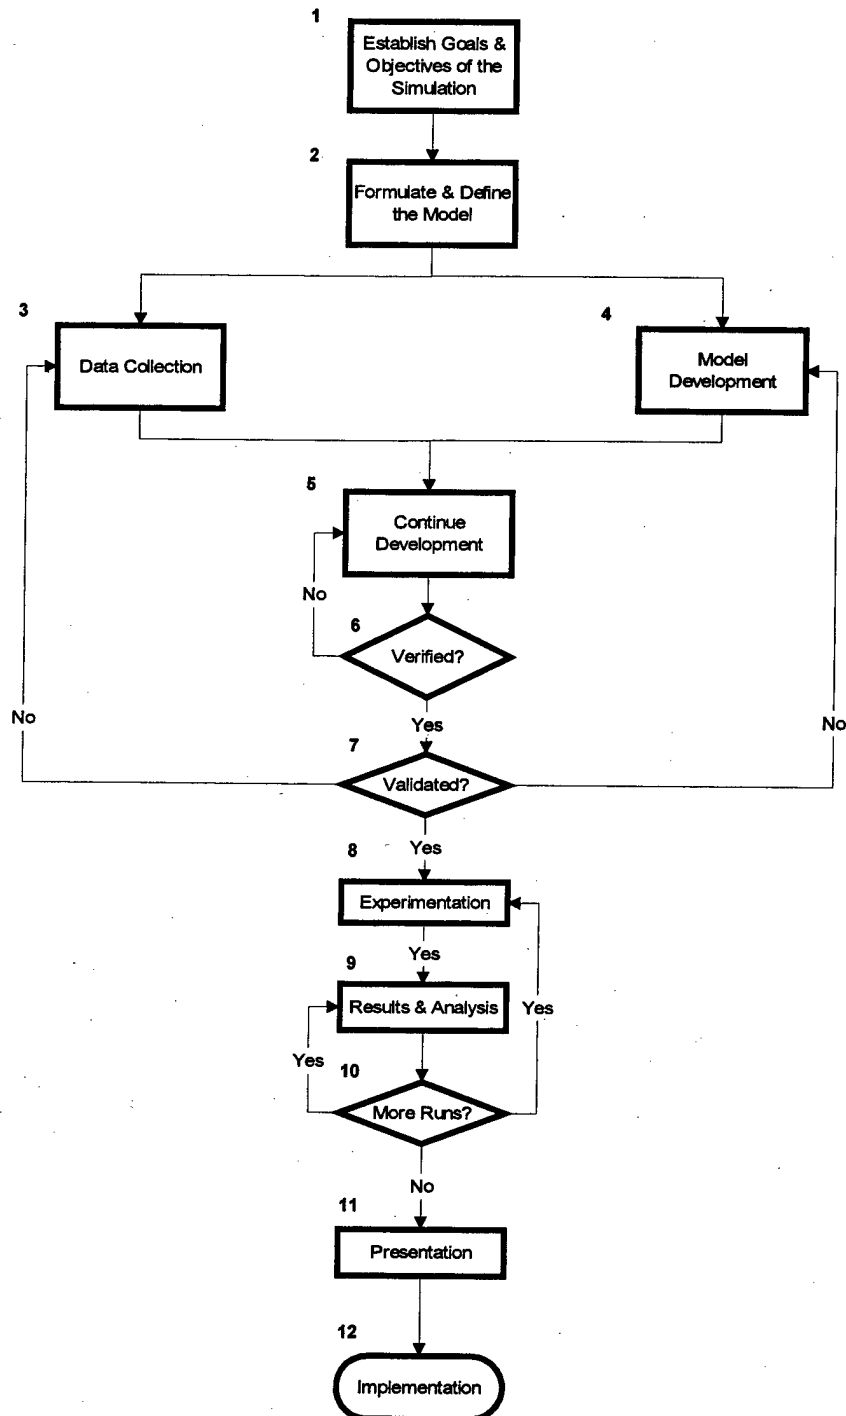 1
Establish Goals &
Objectives of the
Simulation
2
Formulate & Define
the Model
3
Data Collection
4
Model
Development
5
Continue
Development
No
6
Verified?
No
Yes
No
7
Validated?
Yes
8
Experimentation
Yes
9
Results & Analysis
Yes
Yes
10
More Runs?
No
11
Presentation
12
Implementation